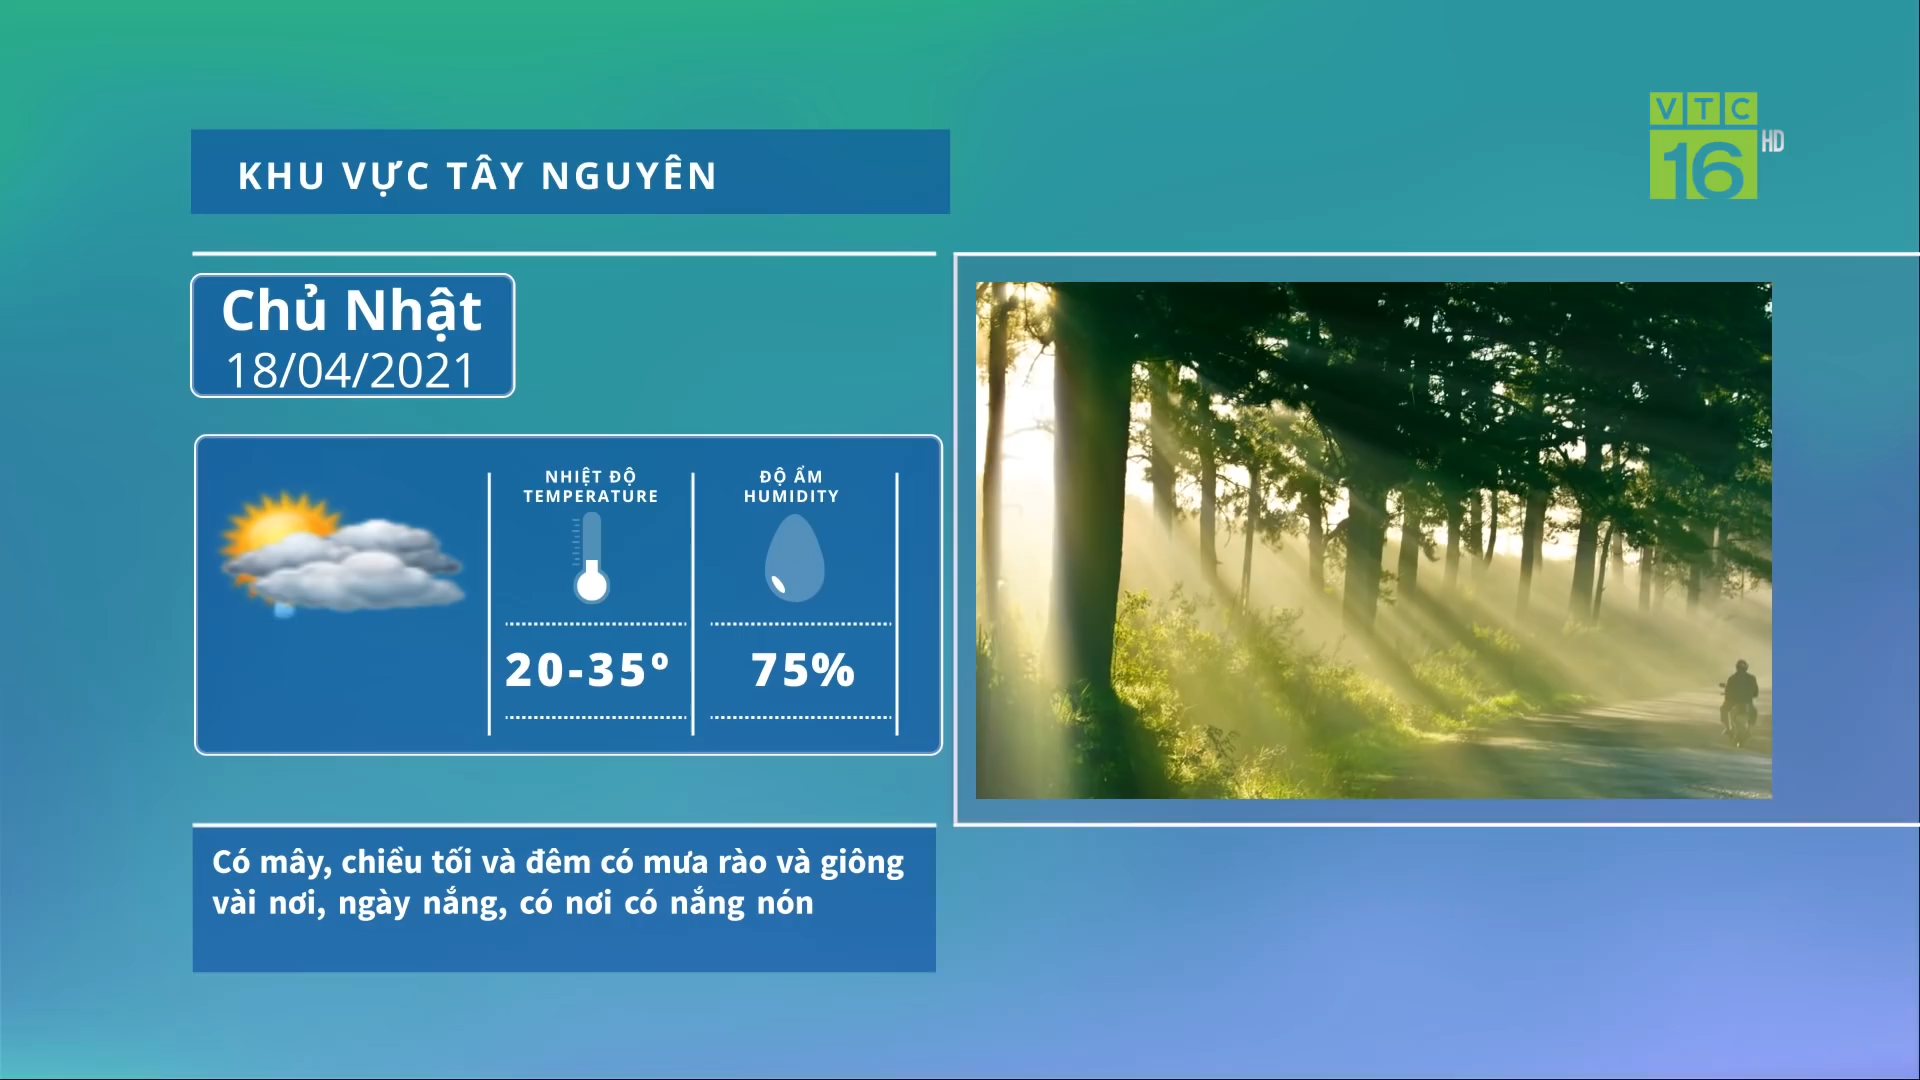 VTC
16 HD
KHU VỰC TÂY NGUYÊN
Chủ Nhật
18/04/2021
NHIỆT ĐỘ
TEMPERATURE
20-35º
ĐỘ ẨM
HUMIDITY
75%
Có mây, chiều tối và đêm có mưa rào và giông
vài nơi, ngày nắng, có nơi có nắng nón